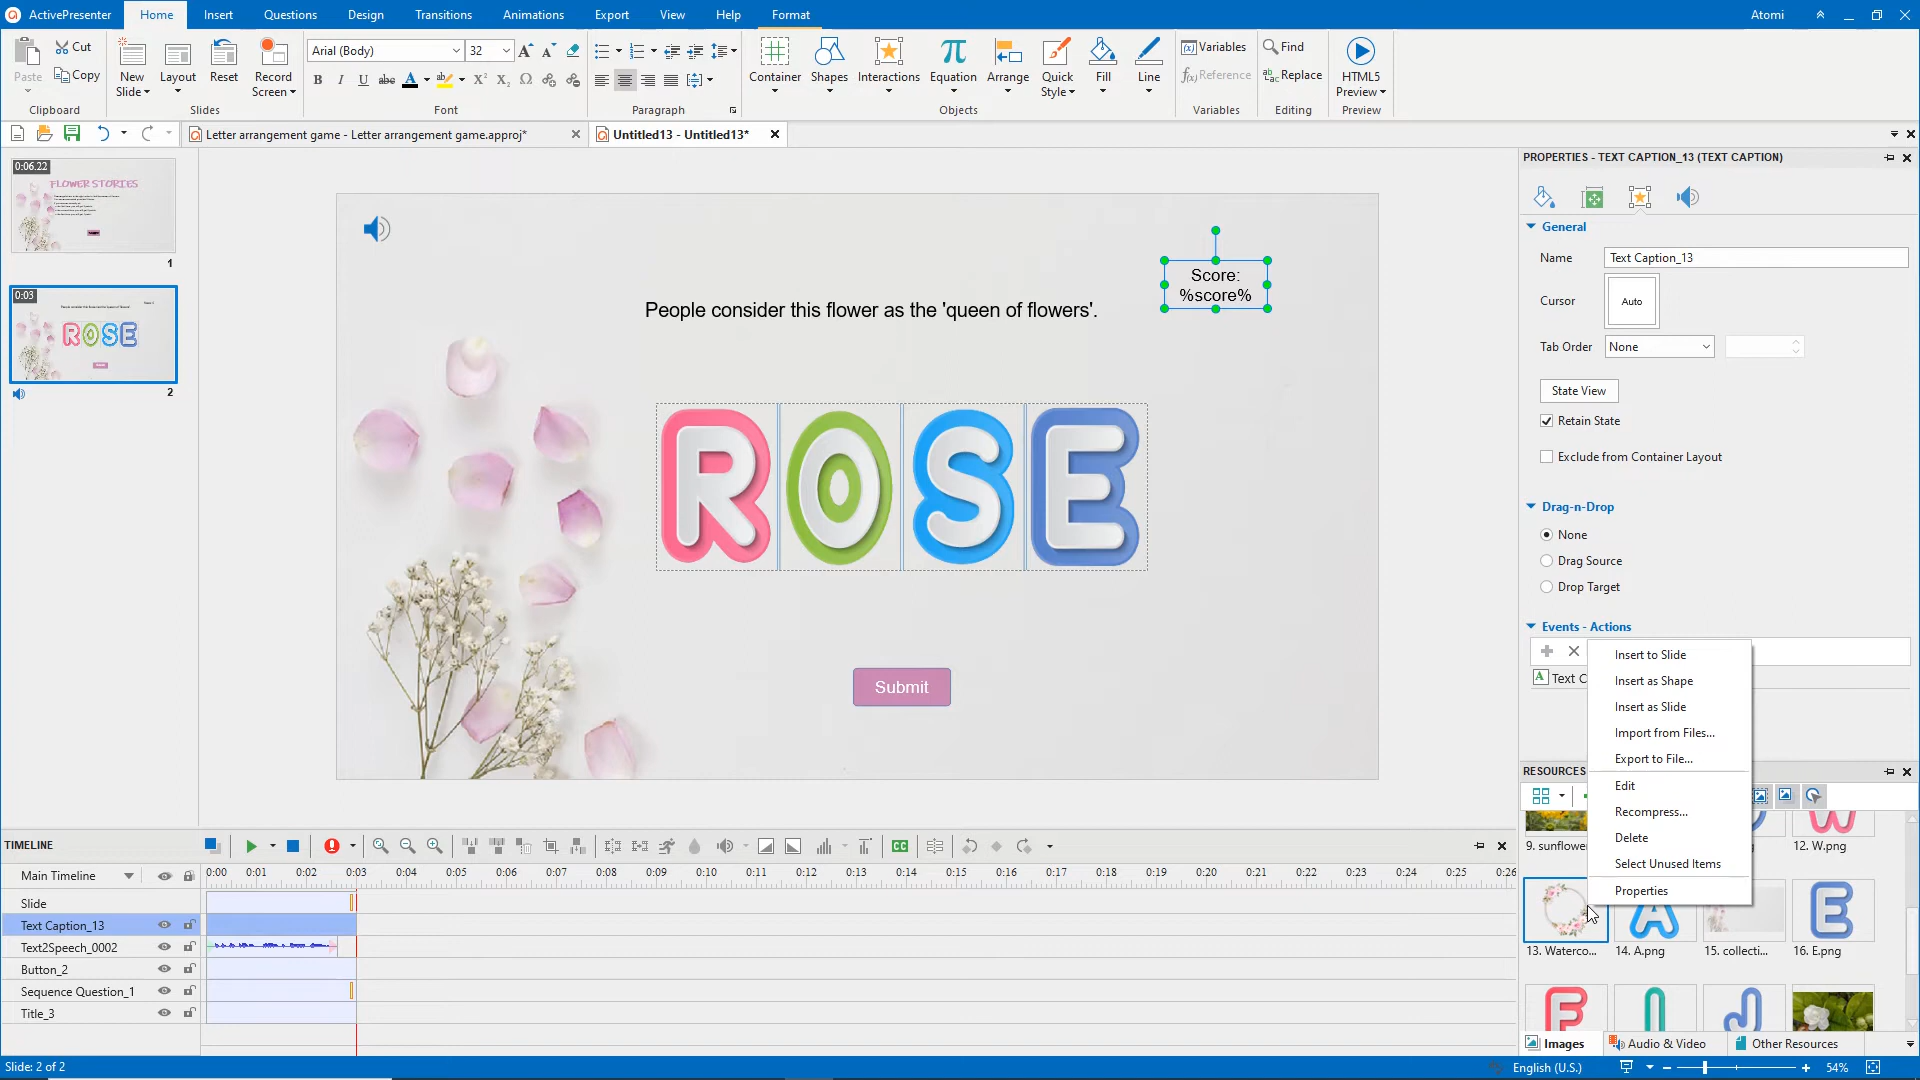 ActivePresenter
Home
Insert
Questions
Design
Transitions
Animations
Export
View
Help
Format
Atomi
Paste
Cut
Copy
Clipboard
New
Slide
Layout
Reset
Record
Screen
Slides
Arial (Body)
32
Font
Paragraph
Container
Shapes
Interactions
Equation
Arrange
Quick
Style
Fill
Line
Objects
Variables
Reference
Variables
Find
Replace
Editing
HTML5
Preview
Preview
Letter arrangement game - Letter arrangement game.approj*
Untitled13 - Untitled13*
0:06.22
FLOWER STORIES
1
0:03
ROSE
2
Score:
%score%
People consider this flower as the 'queen of flowers'.
ROSE
Submit
PROPERTIES - TEXT CAPTION_13 (TEXT CAPTION)
General
Name
Text Caption_13
Cursor
Auto
Tab Order
None
State View
Retain State
Exclude from Container Layout
Drag-n-Drop
None
Drag Source
Drop Target
Events - Actions
Text C
Insert to Slide
Insert as Shape
Insert as Slide
Import from Files...
Export to File...
Edit
Recompress...
Delete
Select Unused Items
Properties
RESOURCES
9. sunflower
12. W.png
13. Waterco...
14. A.png
15. collecti...
16. E.png
Images
Audio & Video
Other Resources
TIMELINE
CC
Main Timeline
0:00 0:01 0:02 0:03 0:04 0:05 0:06 0:07 0:08 0:09 0:10 0:11 0:12 0:13 0:14 0:15 0:16 0:17 0:18 0:19 0:20 0:21 0:22 0:23 0:24 0:25 0:26
Slide
Text Caption_13
Text2Speech_0002
Button_2
Sequence Question_1
Title_3
Slide: 2 of 2
English (U.S.)
54%